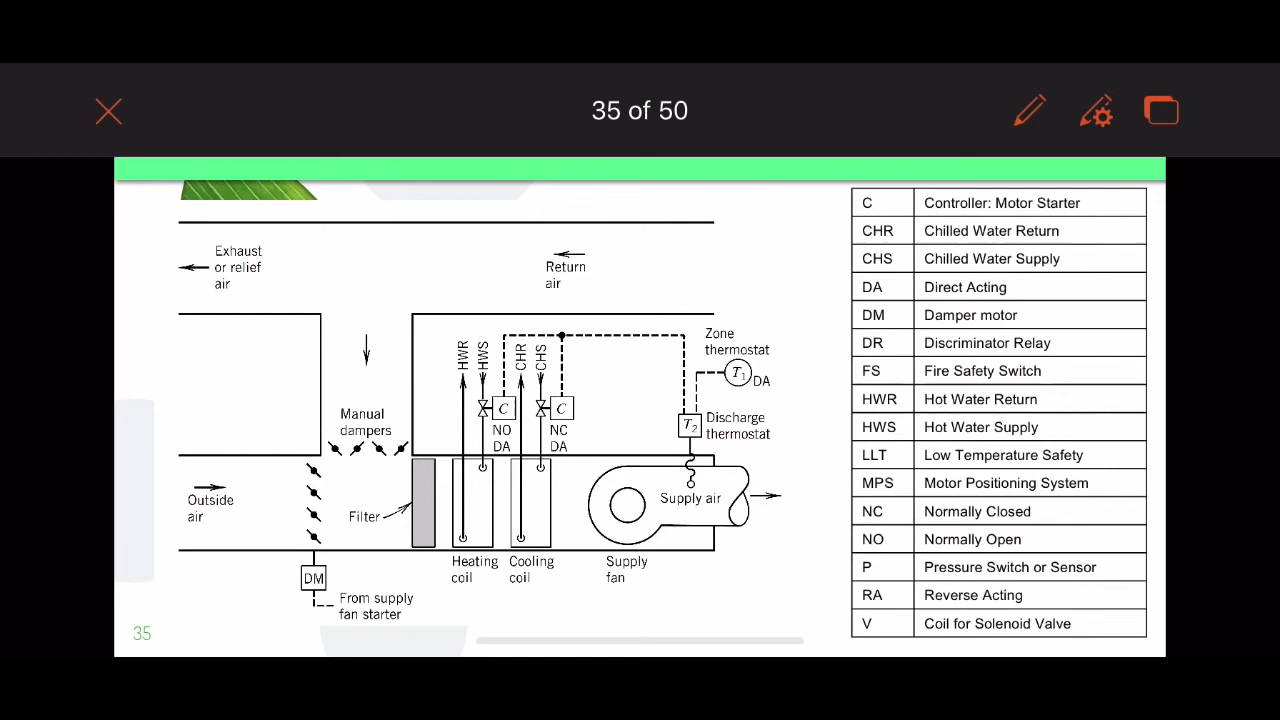 35 of 50
Exhaust
or relief
air
Return
air
HWR
HWS
CHR
CHS
Zone
thermostat
T1
DA
Manual
dampers
C
NO
DA
C
NC
DA
T2
Discharge
thermostat
Outside
air
Filter
Supply air
Heating
coil
Cooling
coil
Supply
fan
DM
From supply
fan starter
35
C Controller: Motor Starter
CHR Chilled Water Return
CHS Chilled Water Supply
DA Direct Acting
DM Damper motor
DR Discriminator Relay
FS Fire Safety Switch
HWR Hot Water Return
HWS Hot Water Supply
LLT Low Temperature Safety
MPS Motor Positioning System
NC Normally Closed
NO Normally Open
P Pressure Switch or Sensor
RA Reverse Acting
V Coil for Solenoid Valve